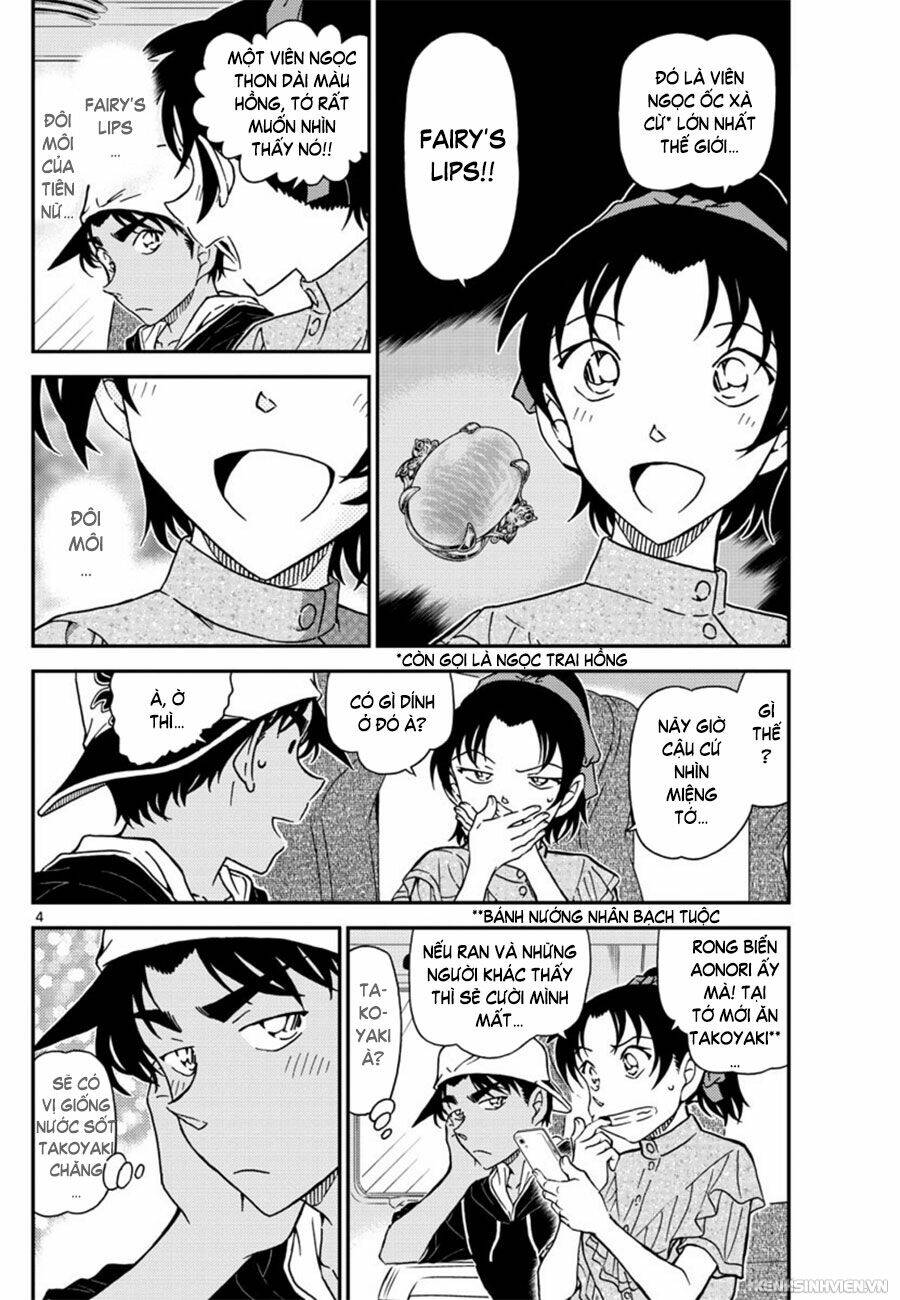 ĐÓ LÀ VIÊN
NGỌC ỐC XÀ
CỪ* LỚN NHẤT
THẾ GIỚI...
FAIRY'S
LIPS!!
MỘT VIÊN NGỌC
THON DÀI MÀU
HỒNG, TỚ RẤT
MUỐN NHÌN
THẤY NÓ!!
FAIRY'S
LIPS
...
ĐÔI
MÔI
CỦA
TIÊN
NỮ...
ĐÔI
MÔI
...
*CÒN GỌI LÀ NGỌC TRAI HỒNG
GÌ
THẾ
?
NÀY GIỜ
CẬU CỨ
NHÌN
MIỆNG
TỚ...
CÓ GÌ DÍNH
Ở ĐÓ À?
À, Ờ
THÌ...
4
**BÁNH NƯỚNG NHÂN BẠCH TUỘC
RONG BIỂN
AONORI ẤY
MÀ! TẠI
TỚ MỚI ĂN
TAKOYAKI**
...
NẾU RAN VÀ NHỮNG
NGƯỜI KHÁC THẤY
THÌ SẼ CƯỜI MÌNH
MẤT...
TA-
KO-
YAKI
À?
SẼ CÓ
VỊ GIỐNG
NƯỚC SỐT
TAKOYAKI
CHĂNG
...
KENHSINHVIEN.VN